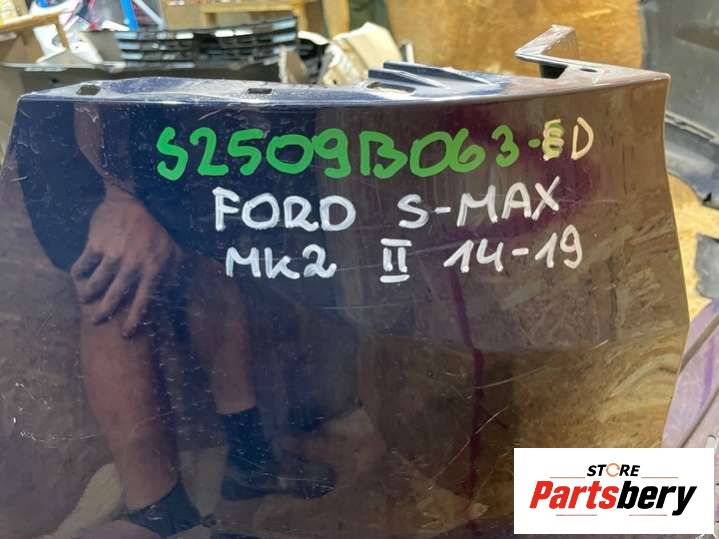 S2509B063-ED
FORD S-MAX
MK2 II 14-19
STORE
Partsbery